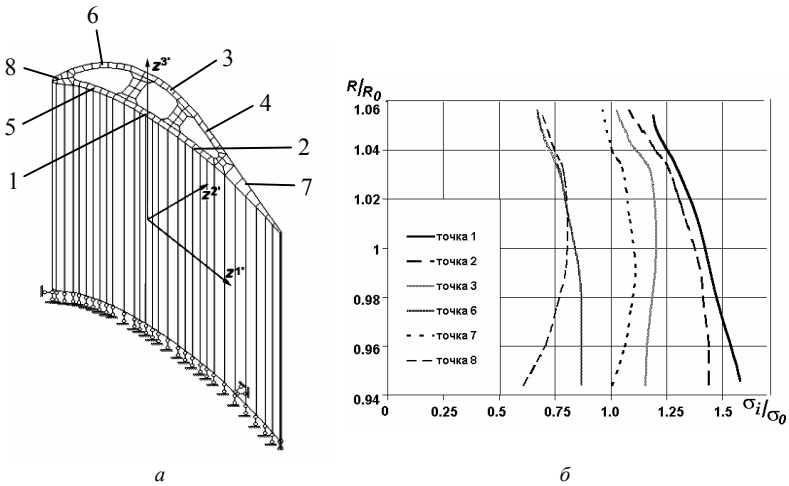 6
3
8
z³'
4
5
1
2
z²'
7
z¹'
а
R/R₀
1.06
1.04
1.02
1
0.98
0.96
0.94
точка 1
точка 2
точка 3
точка 6
точка 7
точка 8
0
0.25
0.5
0.75
1.0
1.25
1.5
σi/σ₀
б